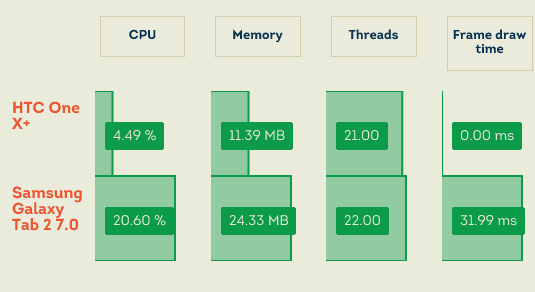 CPU
Memory
Threads
Frame draw
time
HTC One
X+
4.49 %
11.39 MB
21.00
0.00 ms
Samsung
Galaxy
Tab 2 7.0
20.60 %
24.33 MB
22.00
31.99 ms